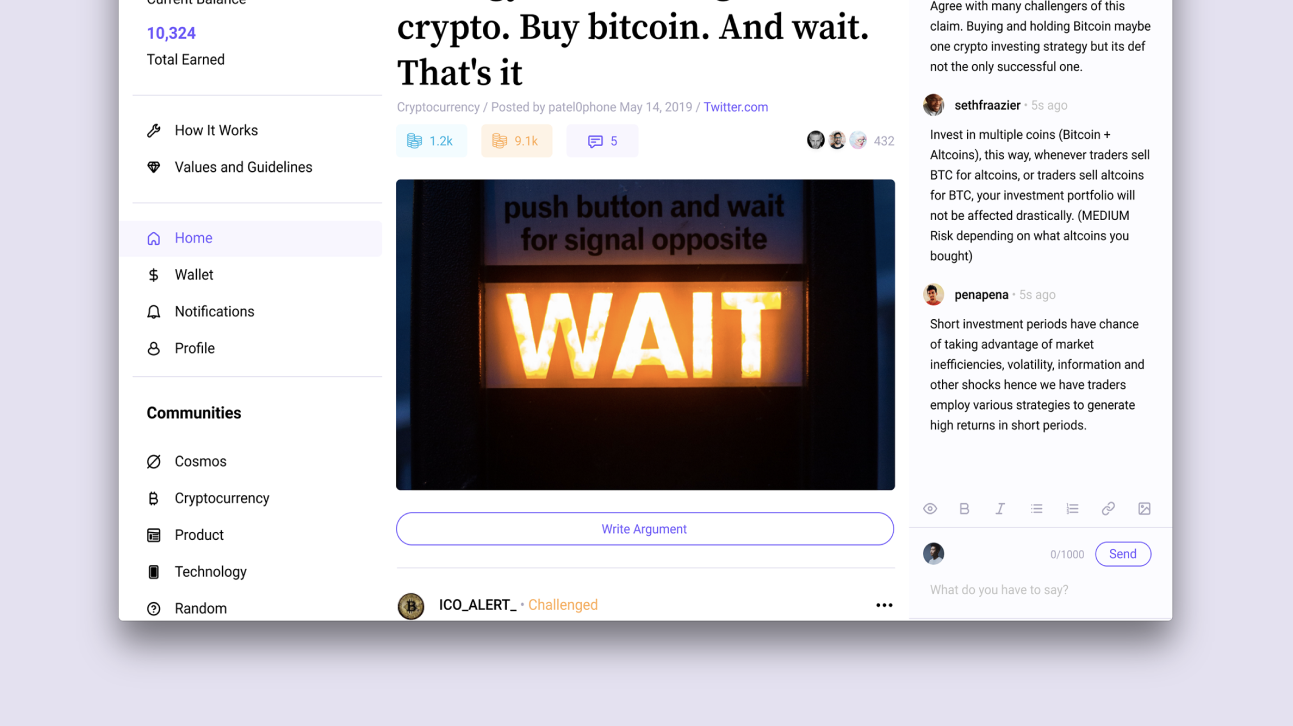 Current Balance
10,324
Total Earned
How It Works
Values and Guidelines
Home
Wallet
Notifications
Profile
Communities
Cosmos
Cryptocurrency
Product
Technology
Random
crypto. Buy bitcoin. And wait.
That's it
Cryptocurrency / Posted by patel0phone May 14, 2019 / Twitter.com
1.2k
9.1k
5
432
push button and wait
for signal opposite
WAIT
Write Argument
ICO_ALERT_ • Challenged
Agree with many challengers of this
claim. Buying and holding Bitcoin maybe
one crypto investing strategy but its def
not the only successful one.
sethfraazier • 5s ago
Invest in multiple coins (Bitcoin +
Altcoins), this way, whenever traders sell
BTC for altcoins, or traders sell altcoins
for BTC, your investment portfolio will
not be affected drastically. (MEDIUM
Risk depending on what altcoins you
bought)
penapena • 5s ago
Short investment periods have chance
of taking advantage of market
inefficiencies, volatility, information and
other shocks hence we have traders
employ various strategies to generate
high returns in short periods.
B
I
0/1000
Send
What do you have to say?